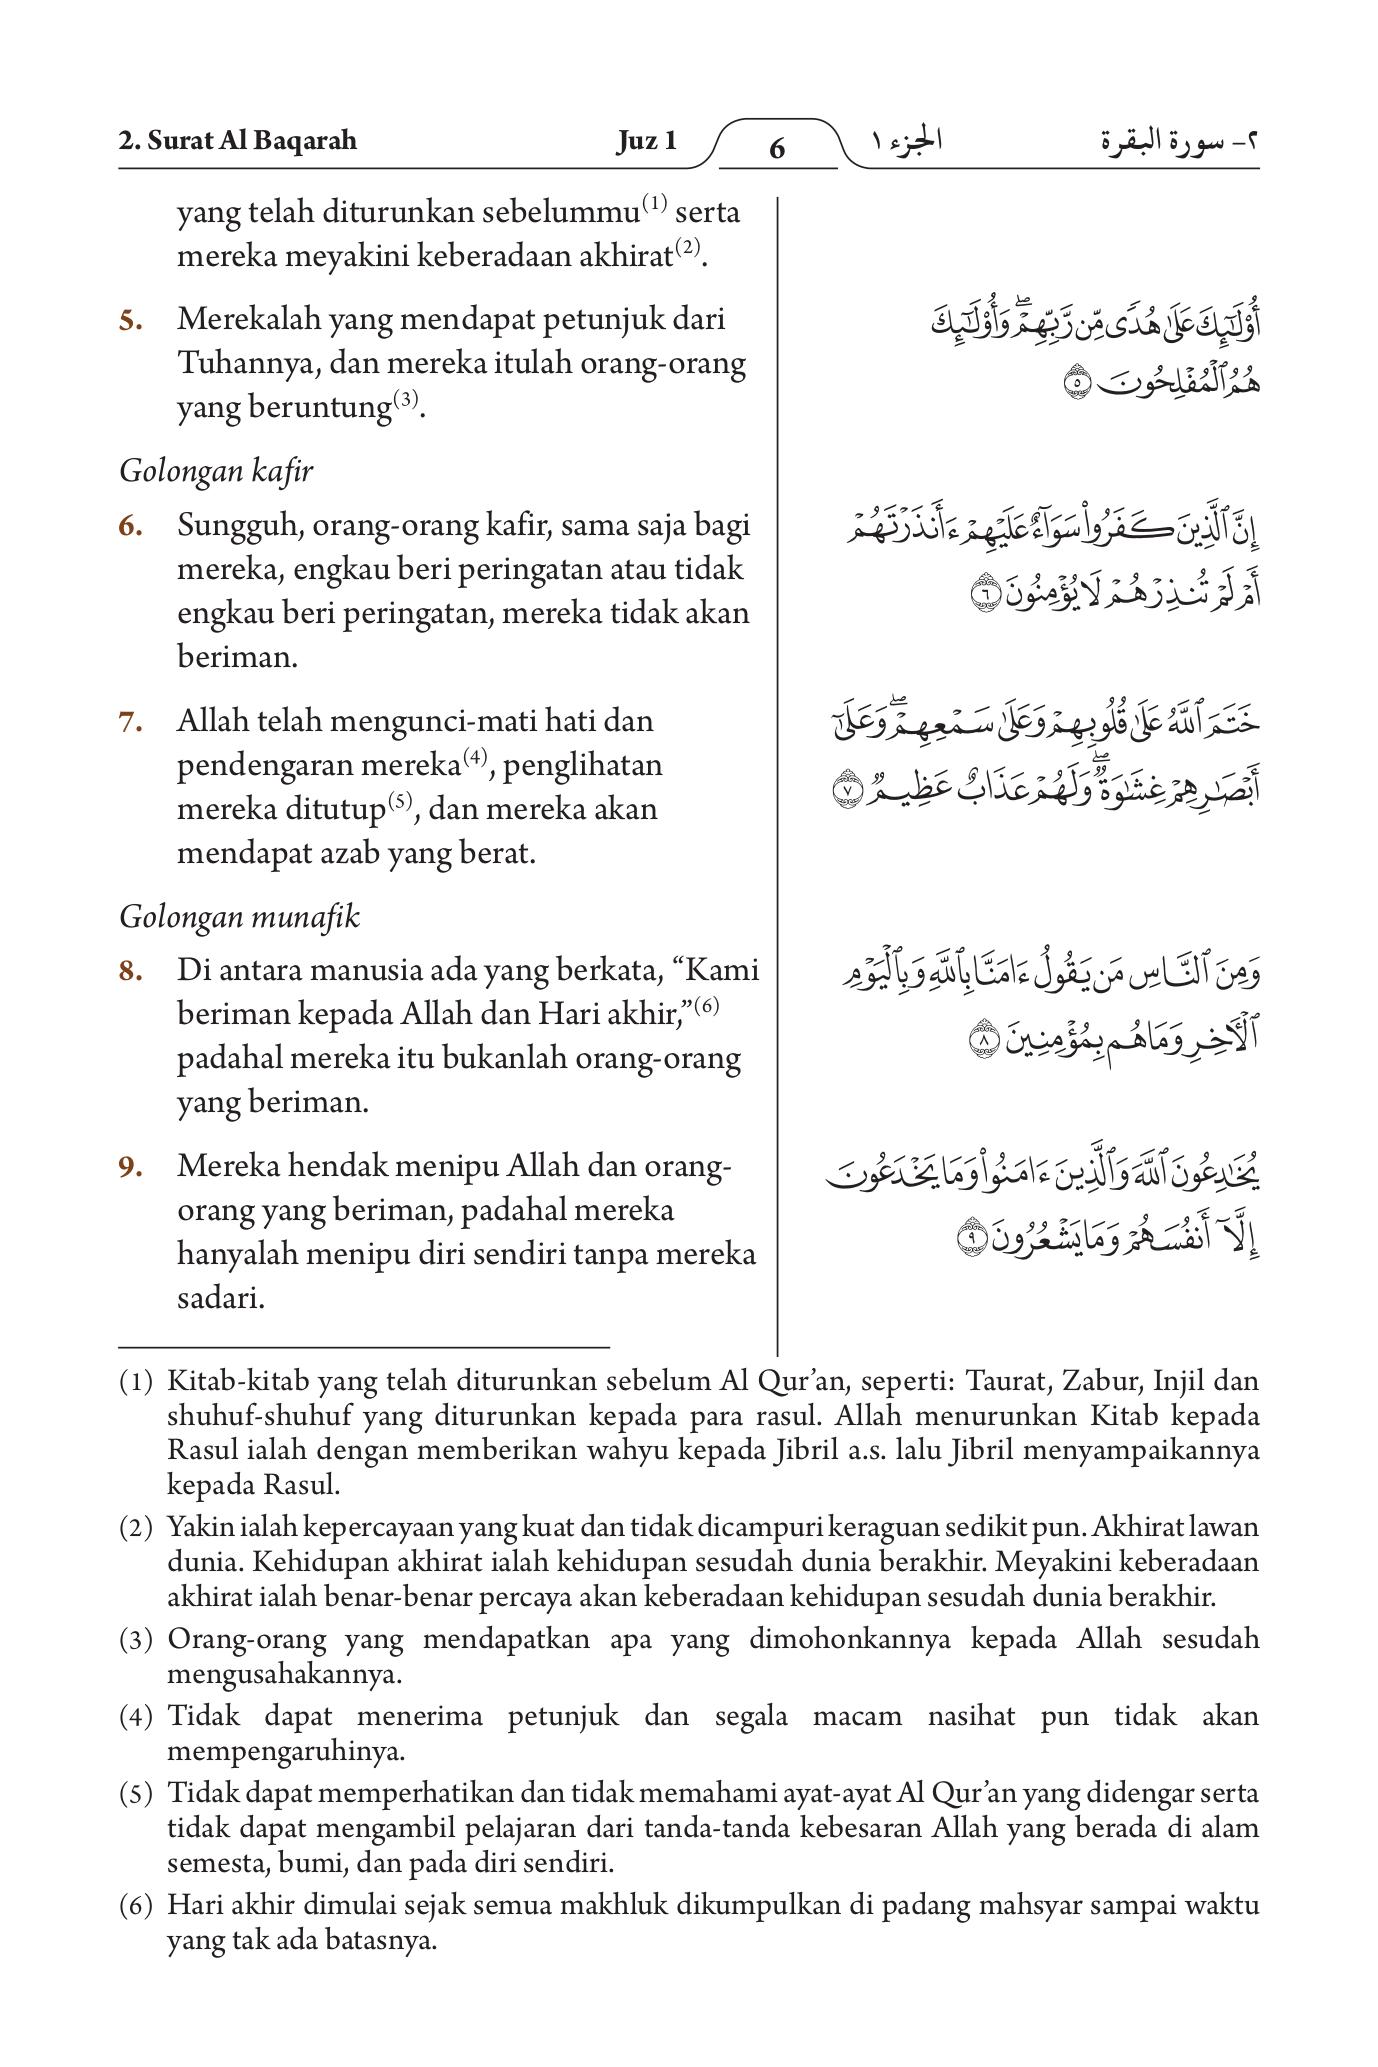 2. Surat Al Baqarah
Juz 1
6
الجزء ١
٢- سورة البقرة
yang telah diturunkan sebelummu(1) serta
mereka meyakini keberadaan akhirat(2).
5. Merekalah yang mendapat petunjuk dari
Tuhannya, dan mereka itulah orang-orang
yang beruntung(3).
Golongan kafir
6. Sungguh, orang-orang kafir, sama saja bagi
mereka, engkau beri peringatan atau tidak
engkau beri peringatan, mereka tidak akan
beriman.
7. Allah telah mengunci-mati hati dan
pendengaran mereka(4), penglihatan
mereka ditutup(5), dan mereka akan
mendapat azab yang berat.
Golongan munafik
8. Di antara manusia ada yang berkata, “Kami
beriman kepada Allah dan Hari akhir,”(6)
padahal mereka itu bukanlah orang-orang
yang beriman.
9. Mereka hendak menipu Allah dan orang-
orang yang beriman, padahal mereka
hanyalah menipu diri sendiri tanpa mereka
sadari.
أُوْلَٰٓئِكَ عَلَىٰ هُدٗى مِّن رَّبِّهِمۡۖ وَأُوْلَٰٓئِكَ
هُمُ ٱلۡمُفۡلِحُونَ ٥
إِنَّ ٱلَّذِينَ كَفَرُواْ سَوَآءٌ عَلَيۡهِمۡ ءَأَنذَرۡتَهُمۡ
أَمۡ لَمۡ تُنذِرۡهُمۡ لَا يُؤۡمِنُونَ ٦
خَتَمَ ٱللَّهُ عَلَىٰ قُلُوبِهِمۡ وَعَلَىٰ سَمۡعِهِمۡۖ وَعَلَىٰٓ
أَبۡصَٰرِهِمۡ غِشَٰوَةٞۖ وَلَهُمۡ عَذَابٌ عَظِيمٞ ٧
وَمِنَ ٱلنَّاسِ مَن يَقُولُ ءَامَنَّا بِٱللَّهِ وَبِٱلۡيَوۡمِ
ٱلۡأٓخِرِ وَمَا هُم بِمُؤۡمِنِينَ ٨
يُخَٰدِعُونَ ٱللَّهَ وَٱلَّذِينَ ءَامَنُواْ وَمَا يَخۡدَعُونَ
إِلَّآ أَنفُسَهُمۡ وَمَا يَشۡعُرُونَ ٩
(1) Kitab-kitab yang telah diturunkan sebelum Al Qur’an, seperti: Taurat, Zabur, Injil dan
shuhuf-shuhuf yang diturunkan kepada para rasul. Allah menurunkan Kitab kepada
Rasul ialah dengan memberikan wahyu kepada Jibril a.s. lalu Jibril menyampaikannya
kepada Rasul.
(2) Yakin ialah kepercayaan yang kuat dan tidak dicampuri keraguan sedikit pun. Akhirat lawan
dunia. Kehidupan akhirat ialah kehidupan sesudah dunia berakhir. Meyakini keberadaan
akhirat ialah benar-benar percaya akan keberadaan kehidupan sesudah dunia berakhir.
(3) Orang-orang yang mendapatkan apa yang dimohonkannya kepada Allah sesudah
mengusahakannya.
(4) Tidak dapat menerima petunjuk dan segala macam nasihat pun tidak akan
mempengaruhinya.
(5) Tidak dapat memperhatikan dan tidak memahami ayat-ayat Al Qur’an yang didengar serta
tidak dapat mengambil pelajaran dari tanda-tanda kebesaran Allah yang berada di alam
semesta, bumi, dan pada diri sendiri.
(6) Hari akhir dimulai sejak semua makhluk dikumpulkan di padang mahsyar sampai waktu
yang tak ada batasnya.